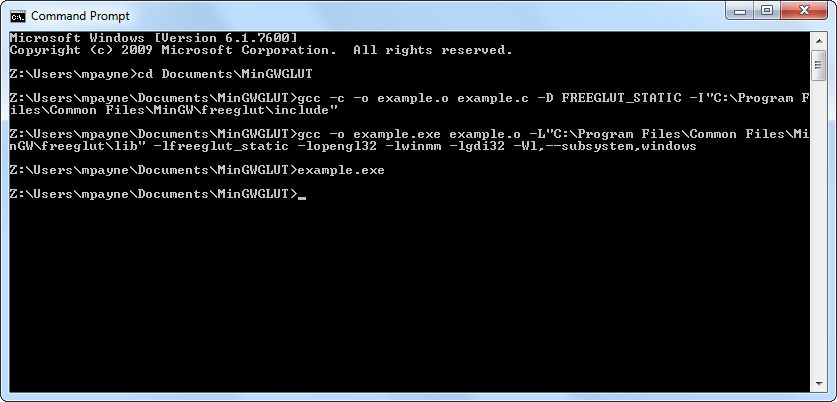 Command Prompt
Microsoft Windows [Version 6.1.7600]
Copyright (c) 2009 Microsoft Corporation.  All rights reserved.
Z:\Users\mpayne>cd Documents\MinGWGLUT
Z:\Users\mpayne\Documents\MinGWGLUT>gcc -c -o example.o example.c -D FREEGLUT_STATIC -I"C:\Program F
iles\Common Files\MinGW\freeglut\include"
Z:\Users\mpayne\Documents\MinGWGLUT>gcc -o example.exe example.o -L"C:\Program Files\Common Files\Mi
nGW\freeglut\lib" -lfreeglut_static -lopengl32 -lwinmm -lgdi32 -Wl,--subsystem,windows
Z:\Users\mpayne\Documents\MinGWGLUT>example.exe
Z:\Users\mpayne\Documents\MinGWGLUT>_